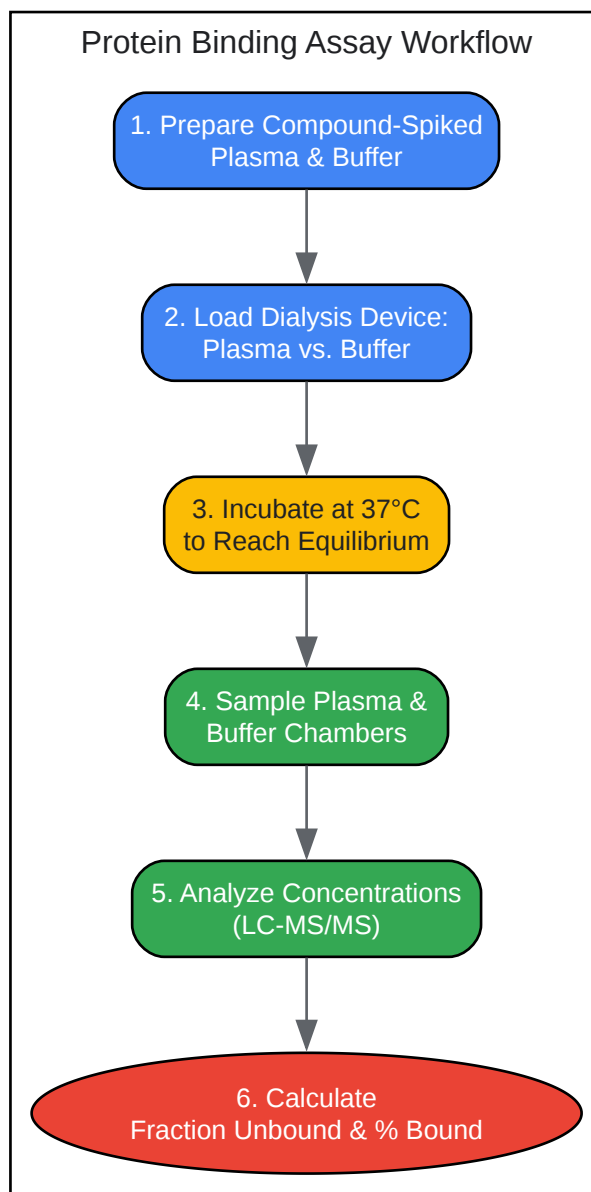 Protein Binding Assay Workflow
1. Prepare Compound-Spiked
Plasma & Buffer
2. Load Dialysis Device:
Plasma vs. Buffer
3. Incubate at 37°C
to Reach Equilibrium
4. Sample Plasma &
Buffer Chambers
5. Analyze Concentrations
(LC-MS/MS)
6. Calculate
Fraction Unbound & % Bound